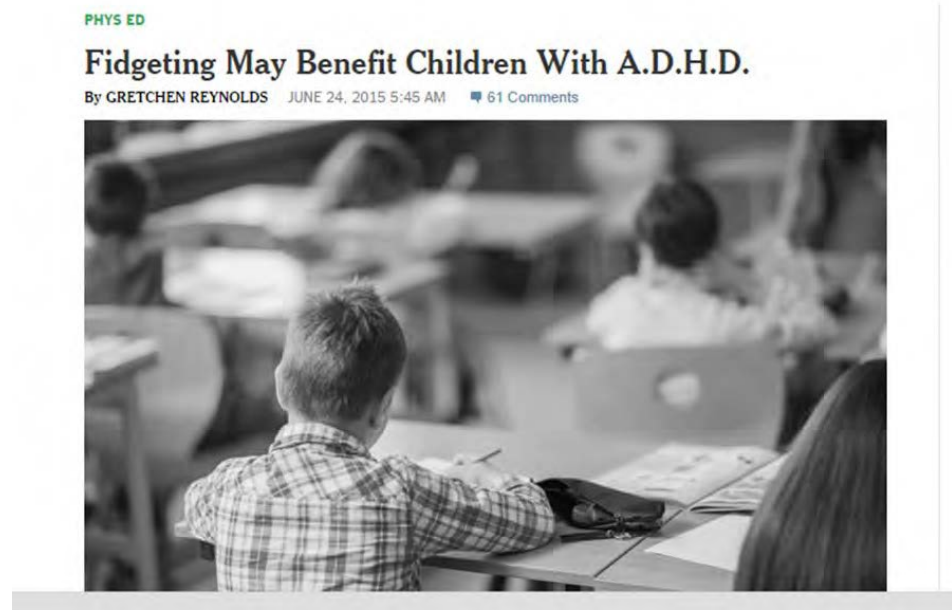 PHYS ED
Fidgeting May Benefit Children With A.D.H.D.
By GRETCHEN REYNOLDS JUNE 24, 2015 5:45 AM 61 Comments